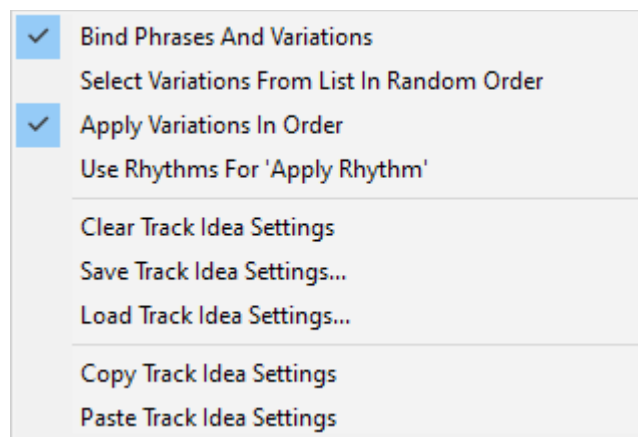 Bind Phrases And Variations
Select Variations From List In Random Order
Apply Variations In Order
Use Rhythms For 'Apply Rhythm'
Clear Track Idea Settings
Save Track Idea Settings...
Load Track Idea Settings...
Copy Track Idea Settings
Paste Track Idea Settings